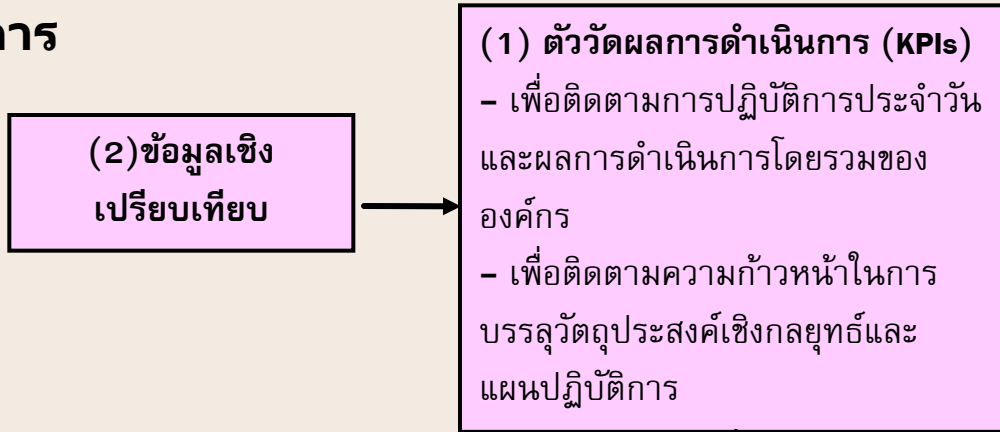 (2)ข้อมูลเชิง
เปรียบเทียบ
(1) ตัววัดผลการดำเนินการ (KPIs)
– เพื่อติดตามการปฏิบัติการประจำวัน
และผลการดำเนินการโดยรวมของ
องค์กร
– เพื่อติดตามความก้าวหน้าในการ
บรรลุวัตถุประสงค์เชิงกลยุทธ์และ
แผนปฏิบัติการ